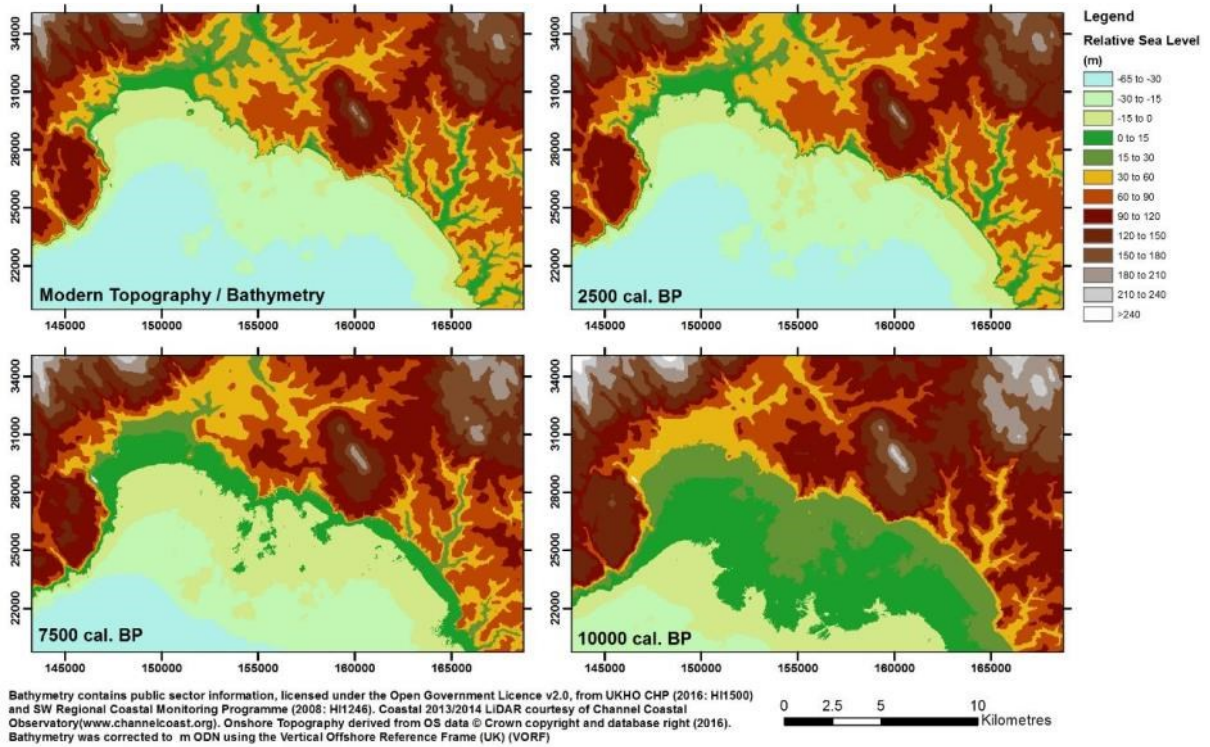 34000
31000
28000
25000
22000
Modern Topography / Bathymetry
145000 150000 155000 160000 165000
34000
31000
28000
25000
22000
2500 cal. BP
145000 150000 155000 160000 165000
Legend
Relative Sea Level
(m)
-65 to -30
-30 to -15
-15 to 0
0 to 15
15 to 30
30 to 60
60 to 90
90 to 120
120 to 150
150 to 180
180 to 210
210 to 240
>240
34000
31000
28000
25000
22000
7500 cal. BP
145000 150000 155000 160000 165000
34000
31000
28000
25000
22000
10000 cal. BP
145000 150000 155000 160000 165000
Bathymetry contains public sector information, licensed under the Open Government Licence v2.0, from UKHO CHP (2016: HI1500)
and SW Regional Coastal Monitoring Programme (2008: HI1246). Coastal 2013/2014 LiDAR courtesy of Channel Coastal
Observatory(www.channelcoast.org). Onshore Topography derived from OS data © Crown copyright and database right (2016).
Bathymetry was corrected to m ODN using the Vertical Offshore Reference Frame (UK) (VORF)
0 2.5 5 10
Kilometres